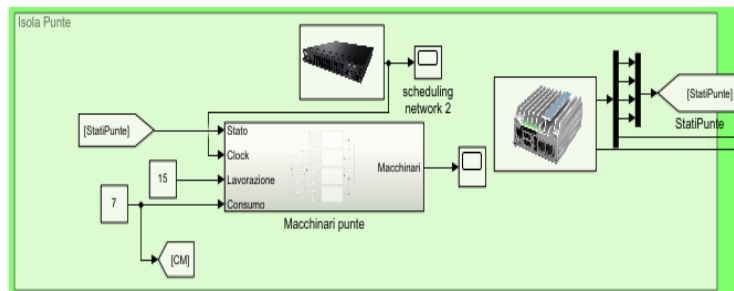 Isola Punte
scheduling
network 2
[StatiPunte]
StatiPunte
[StatiPunte]
Stato
Clock
Lavorazione
Consumo
Macchinari
15
7
Macchinari punte
[CM]